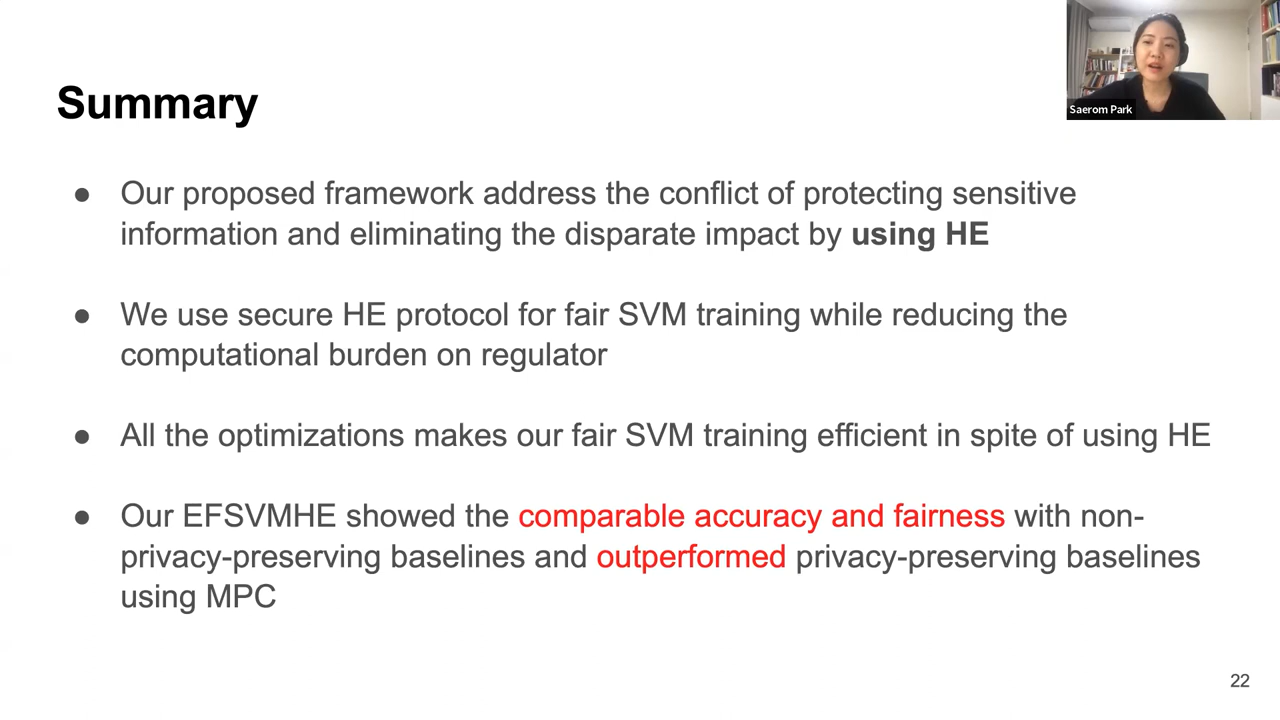 Saerom Park
Summary
● Our proposed framework address the conflict of protecting sensitive
information and eliminating the disparate impact by using HE
● We use secure HE protocol for fair SVM training while reducing the
computational burden on regulator
● All the optimizations makes our fair SVM training efficient in spite of using HE
● Our EFSVMHE showed the comparable accuracy and fairness with non-
privacy-preserving baselines and outperformed privacy-preserving baselines
using MPC
22